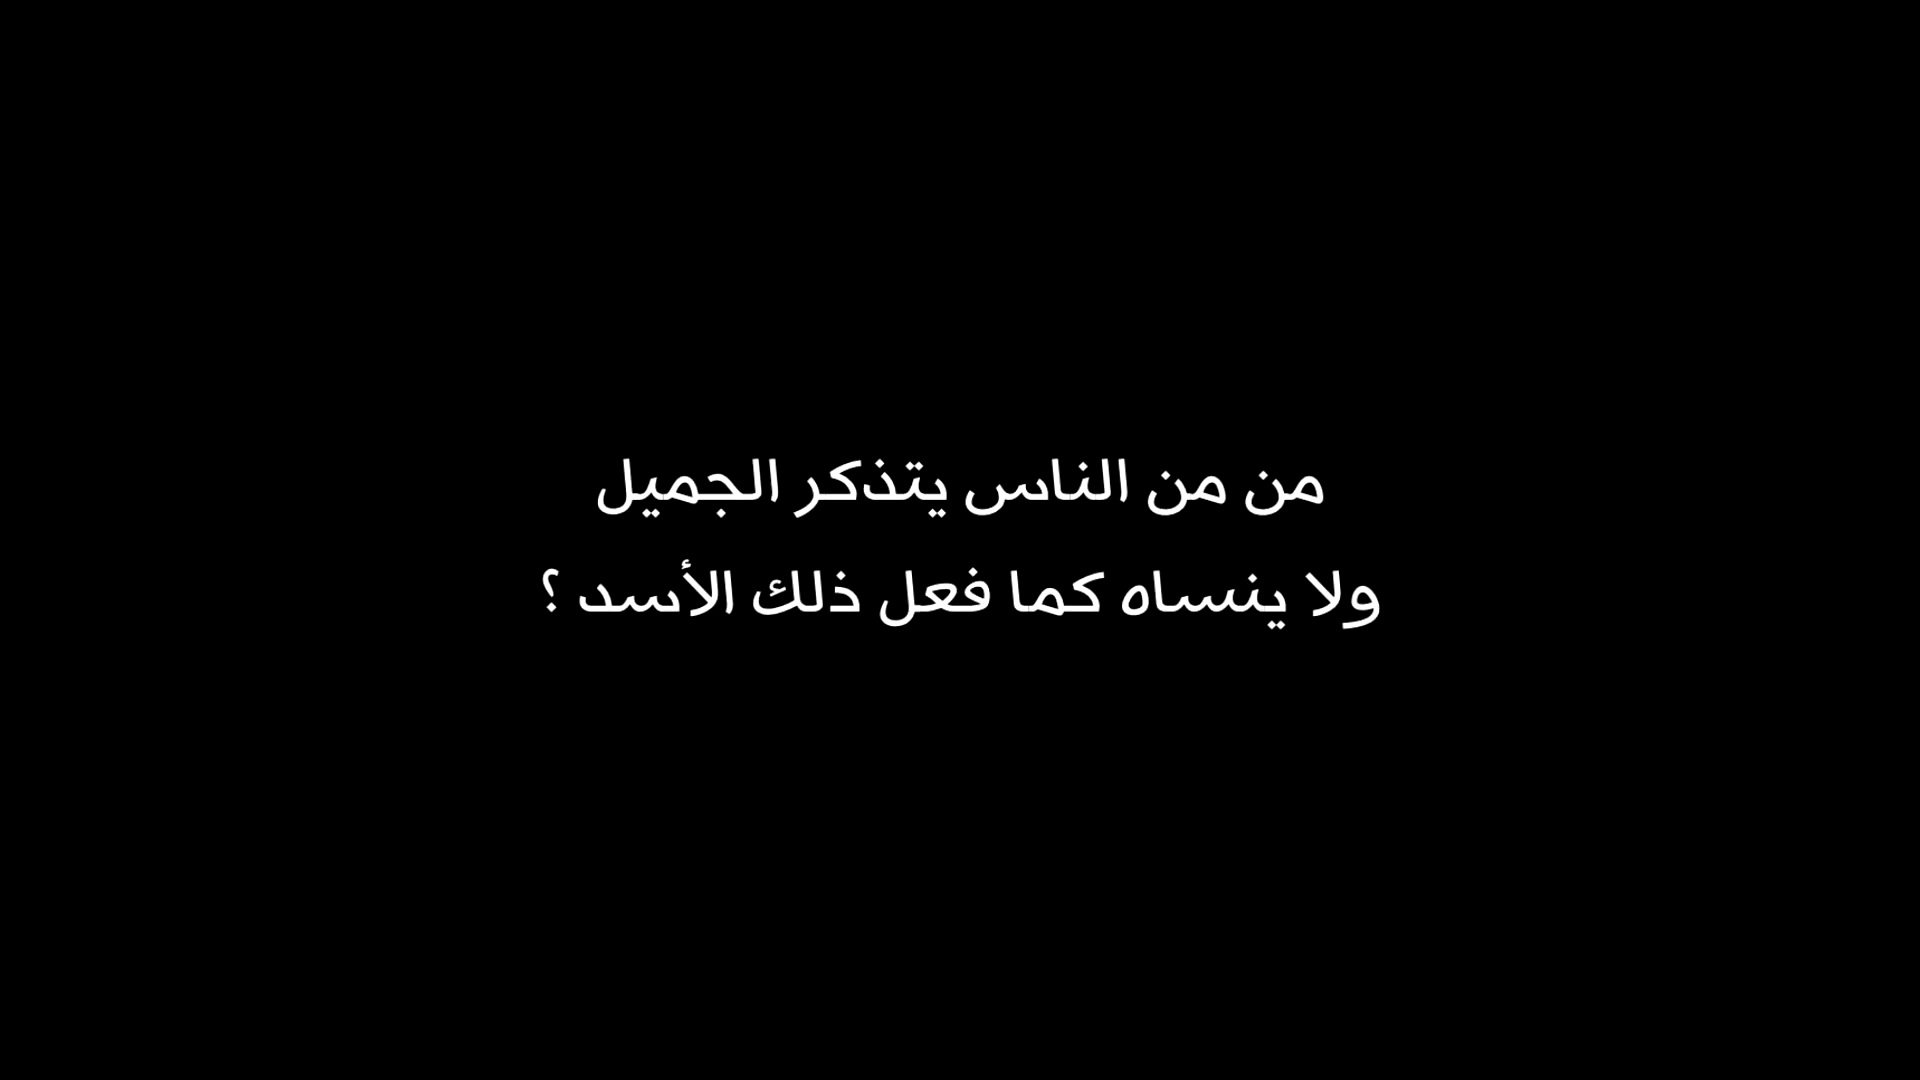 من من الناس يتذكر الجميل
ولا ينساه كما فعل ذلك الأسد ؟